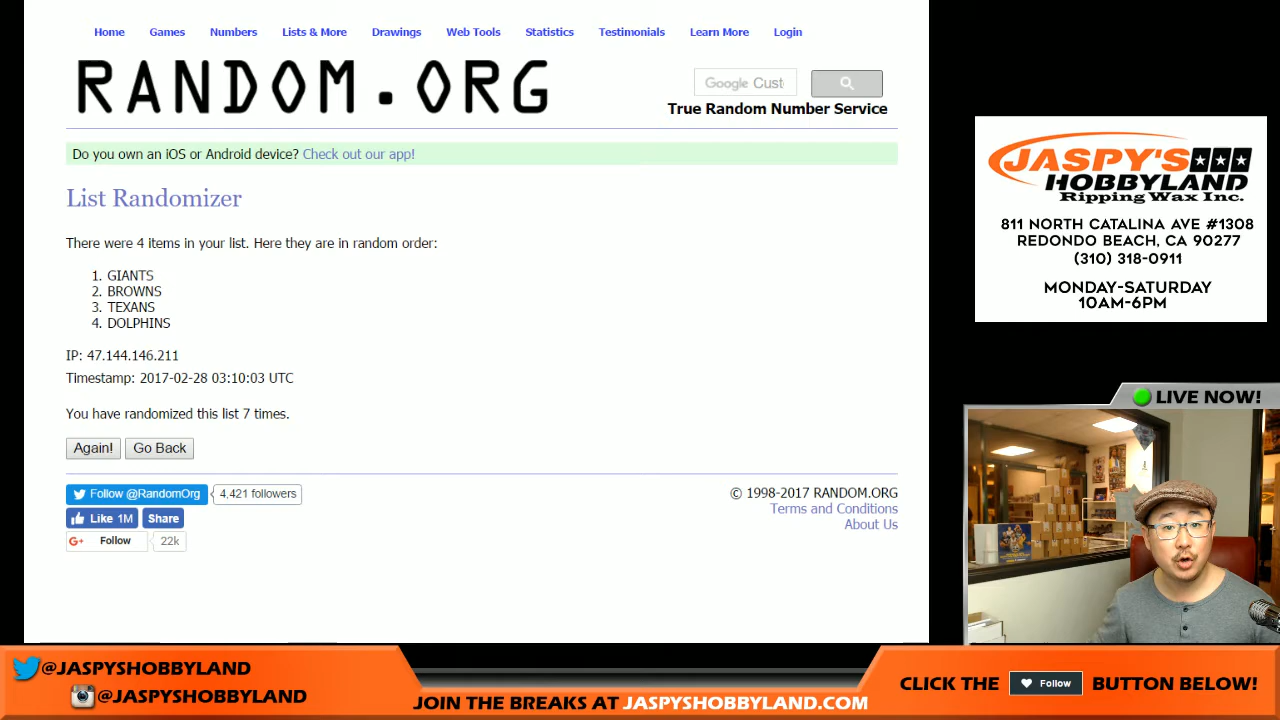 Home Games Numbers Lists & More Drawings Web Tools Statistics Testimonials Learn More Login
RANDOM.ORG
Google Cust
True Random Number Service
Do you own an iOS or Android device? Check out our app!
List Randomizer
There were 4 items in your list. Here they are in random order:
1. GIANTS
2. BROWNS
3. TEXANS
4. DOLPHINS
IP: 47.144.146.211
Timestamp: 2017-02-28 03:10:03 UTC
You have randomized this list 7 times.
Again! Go Back
Follow @RandomOrg 4,421 followers
Like 1M Share
G+ Follow 22k
© 1998-2017 RANDOM.ORG
Terms and Conditions
About Us
JASPY'S
HOBBYLAND
Ripping Wax Inc.
811 NORTH CATALINA AVE #1308
REDONDO BEACH, CA 90277
(310) 318-0911
MONDAY-SATURDAY
10AM-6PM
LIVE NOW!
@JASPYSHOBBYLAND
@JASPYSHOBBYLAND
JOIN THE BREAKS AT JASPYSHOBBYLAND.COM
CLICK THE Follow BUTTON BELOW!